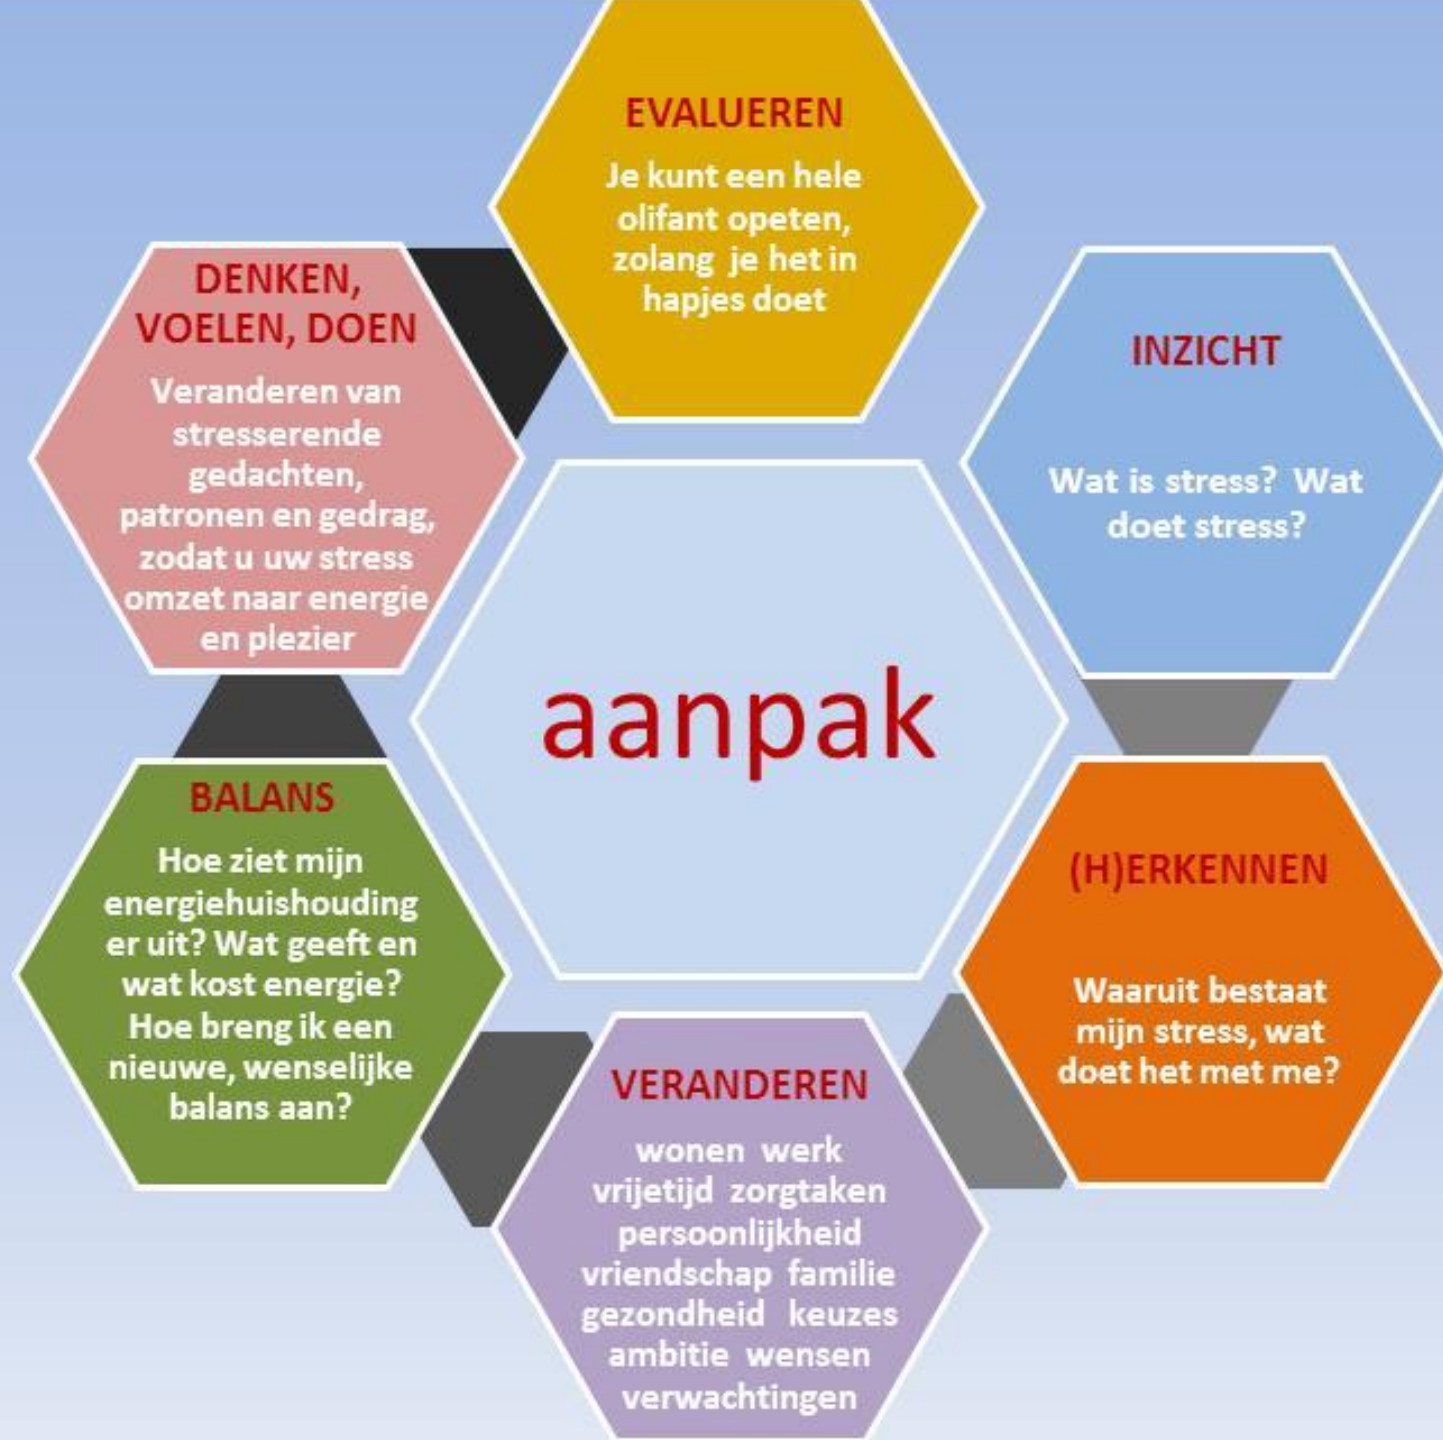 EVALUEREN
Je kunt een hele
olifant opeten,
zolang je het in
hapjes doet
DENKEN,
VOELEN, DOEN
Veranderen van
stresserende
gedachten,
patronen en gedrag,
zodat u uw stress
omzet naar energie
en plezier
INZICHT
Wat is stress? Wat
doet stress?
aanpak
BALANS
Hoe ziet mijn
energiehuishouding
er uit? Wat geeft en
wat kost energie?
Hoe breng ik een
nieuwe, wenselijke
balans aan?
(H)ERKENNEN
Waaruit bestaat
mijn stress, wat
doet het met me?
VERANDEREN
wonen werk
vrijetijd zorgtaken
persoonlijkheid
vriendschap familie
gezondheid keuzes
ambitie wensen
verwachtingen